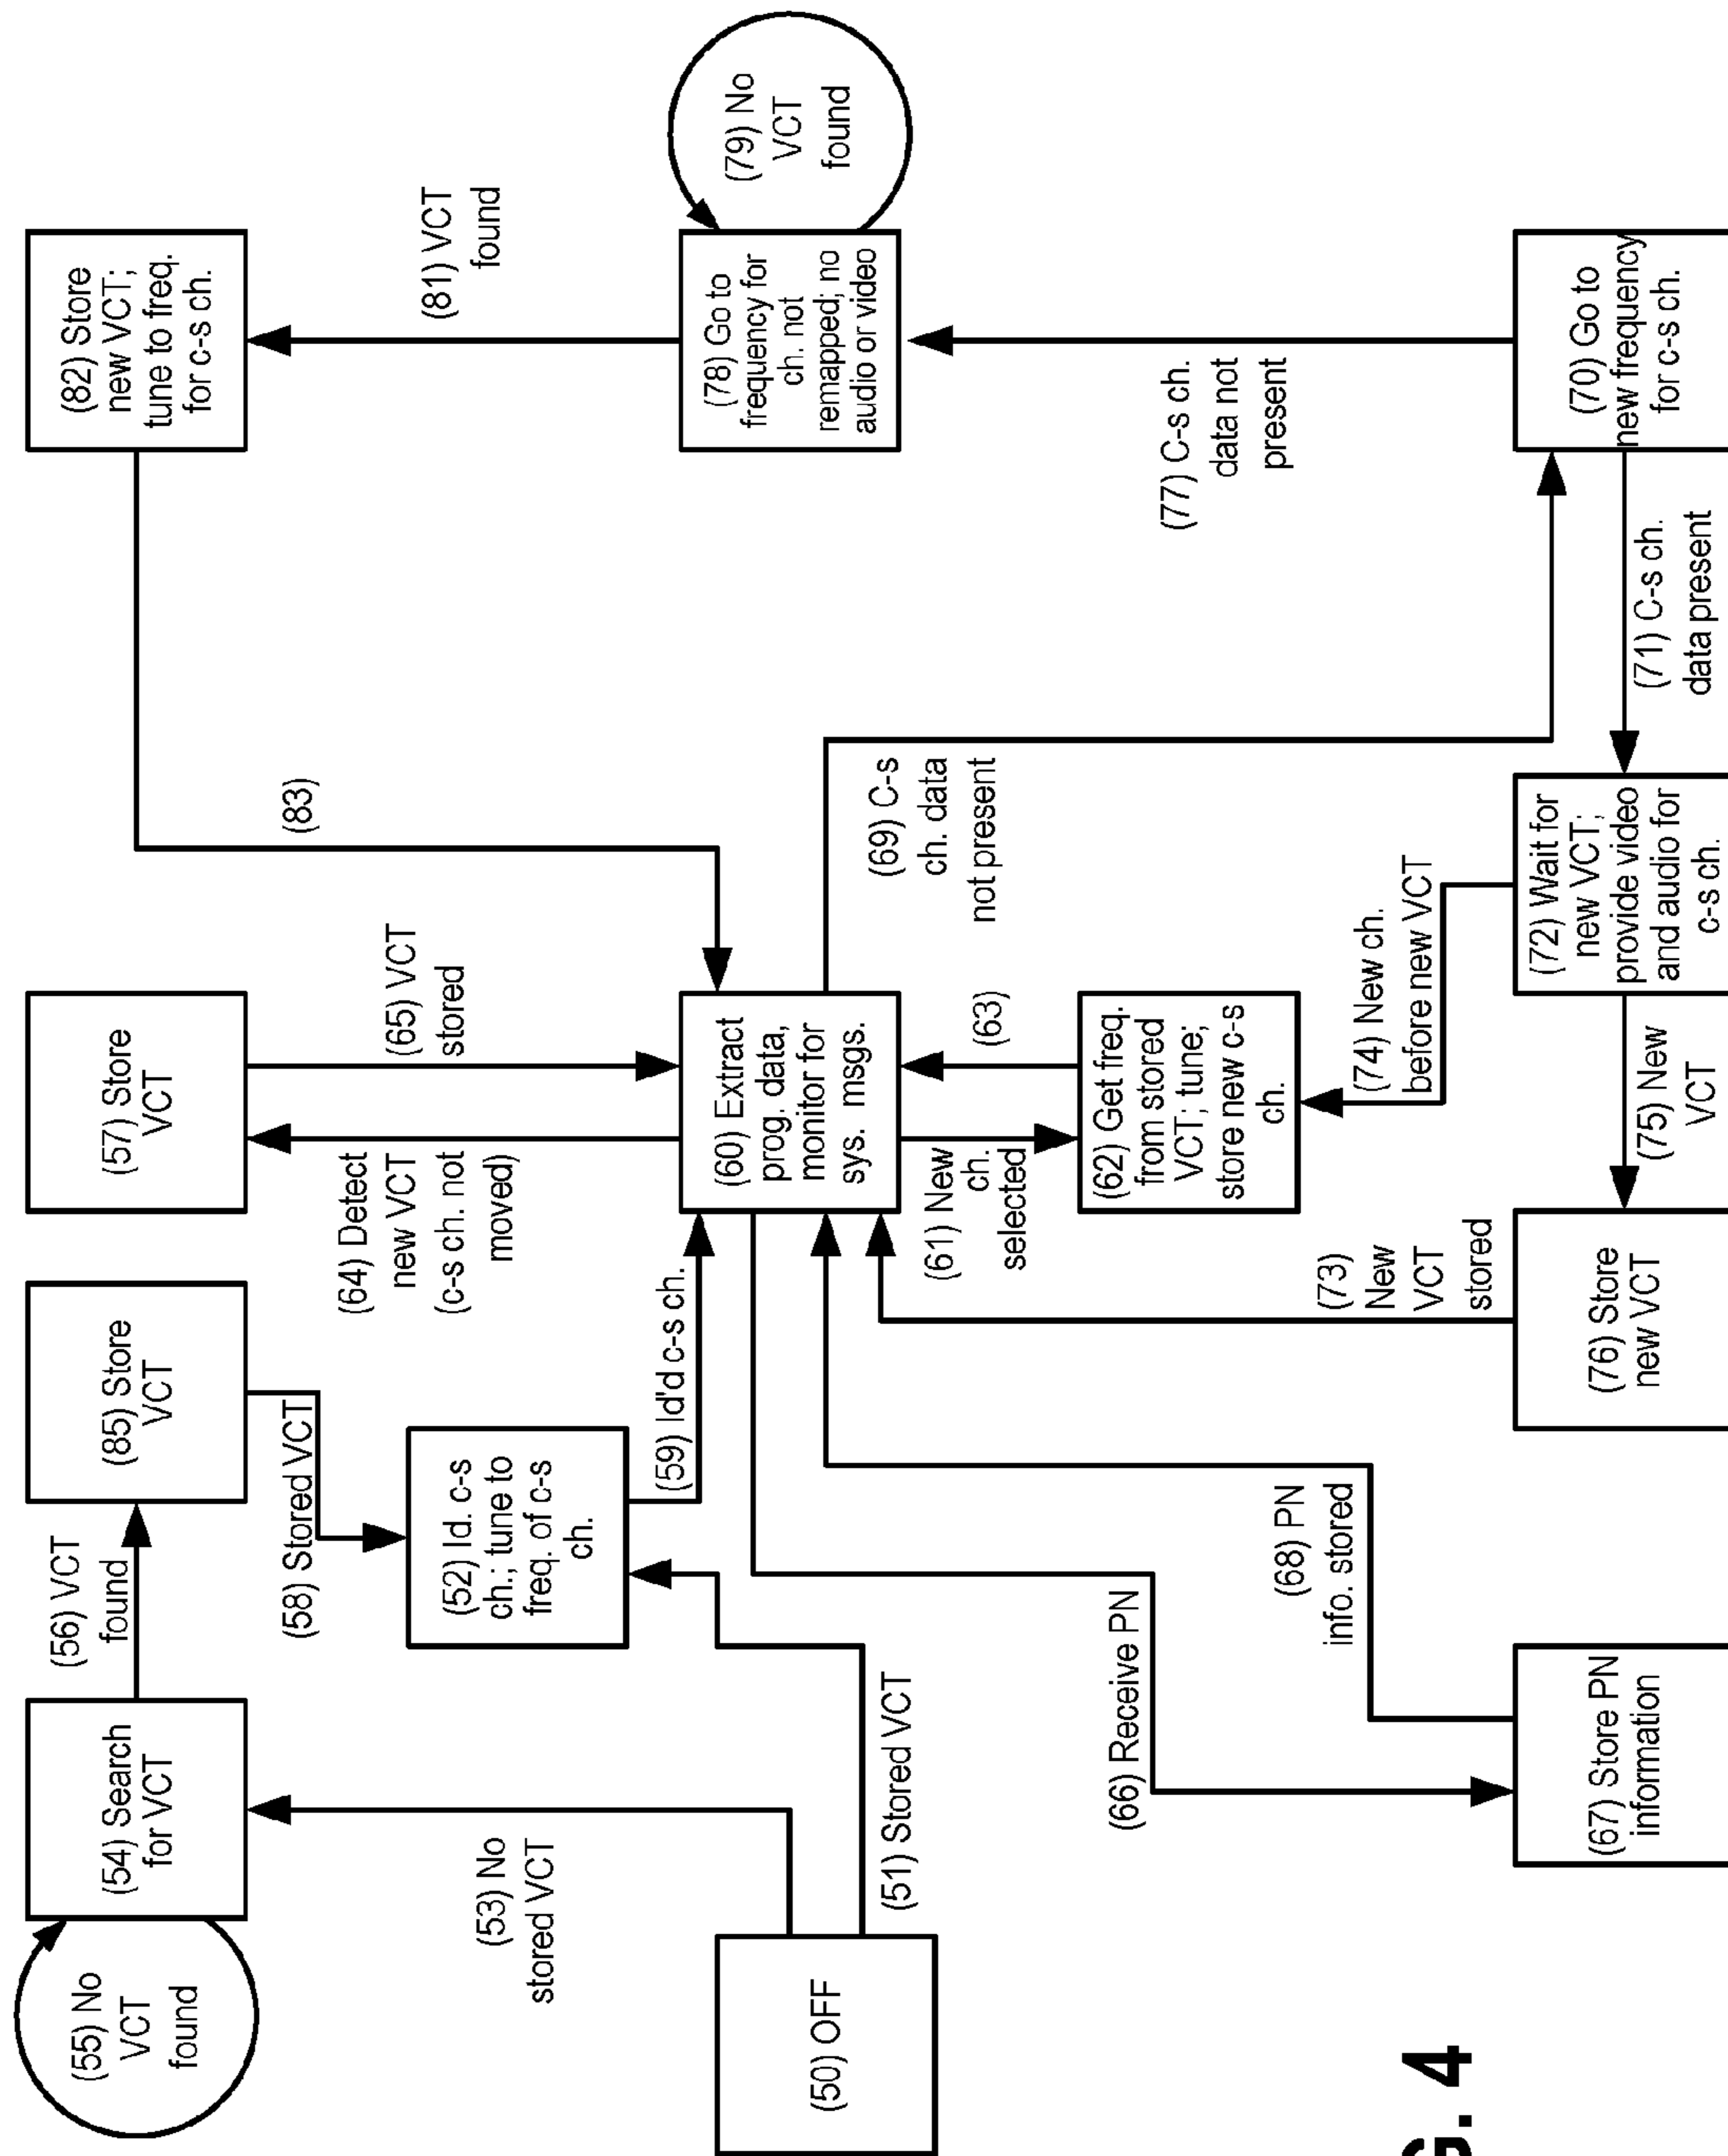 (55) No
VCT
found
(54) Search
for VCT
(56) VCT
found
(85) Store
VCT
(57) Store
VCT
(82) Store
new VCT;
tune to freq.
for c-s ch.
(58) Stored VCT
(64) Detect
new VCT
(c-s ch. not
moved)
(65) VCT
stored
(83)
(81) VCT
found
(53) No
stored VCT
(52) Id. c-s
ch.; tune to
freq. of c-s
ch.
(59) Id'd c-s ch.
(50) OFF
(51) Stored VCT
(60) Extract
prog. data,
monitor for
sys. msgs.
(69) C-s
ch. data
not present
(78) Go to
frequency for
ch. not
remapped; no
audio or video
(79) No
VCT
found
(61) New
ch.
selected
(63)
(66) Receive PN
(62) Get freq.
from stored
VCT; tune;
store new c-s
ch.
(77) C-s ch.
data not
present
(68) PN
info. stored
(73)
New
VCT
stored
(74) New ch.
before new VCT
(67) Store PN
information
(76) Store
new VCT
(75) New
VCT
(72) Wait for
new VCT;
provide video
and audio for
c-s ch.
(71) C-s ch.
data present
(70) Go to
new frequency
for c-s ch.
G. 4